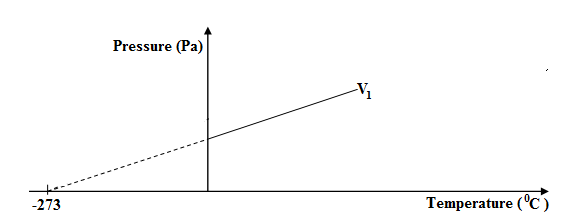 Pressure (Pa)
V₁
-273
Temperature (⁰C )